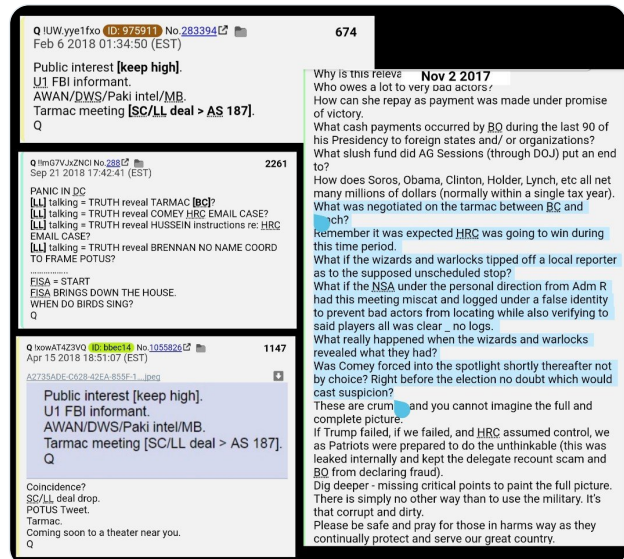 Q !UW.yye1fxo ID: 975911 No.283394
674
Feb 6 2018 01:34:50 (EST)
Public interest [keep high].
U1 FBI informant.
AWAN/DWS/Paki intel/MB.
Tarmac meeting [SC/LL deal > AS 187].
Q
Q !!mG7VJxZNCI No.288
2261
Sep 21 2018 17:42:41 (EST)
PANIC IN DC
[LL] talking = TRUTH reveal TARMAC [BC]?
[LL] talking = TRUTH reveal COMEY HRC EMAIL CASE?
[LL] talking = TRUTH reveal HUSSEIN instructions re: HRC
EMAIL CASE?
[LL] talking = TRUTH reveal BRENNAN NO NAME COORD
TO FRAME POTUS?
.................
FISA = START
FISA BRINGS DOWN THE HOUSE.
WHEN DO BIRDS SING?
Q
Q !xowAT4Z3VQ ID: bbec14 No.1055826
1147
Apr 15 2018 18:51:07 (EST)
A2735ADE-C628-42EA-855F-1...jpeg
Public interest [keep high].
U1 FBI informant.
AWAN/DWS/Paki intel/MB.
Tarmac meeting [SC/LL deal > AS 187].
Q
Coincidence?
SC/LL deal drop.
POTUS Tweet.
Tarmac.
Coming soon to a theater near you.
Q
Why is this releva
Nov 2 2017
Who owes a lot to very bad actors?
How can she repay as payment was made under promise
of victory.
What cash payments occurred by BO during the last 90 of
his Presidency to foreign states and/ or organizations?
What slush fund did AG Sessions (through DOJ) put an end
to?
How does Soros, Obama, Clinton, Holder, Lynch, etc all net
many millions of dollars (normally within a single tax year).
What was negotiated on the tarmac between BC and
nch?
Remember it was expected HRC was going to win during
this time period.
What if the wizards and warlocks tipped off a local reporter
as to the supposed unscheduled stop?
What if the NSA under the personal direction from Adm R
had this meeting miscat and logged under a false identity
to prevent bad actors from locating while also verifying to
said players all was clear _ no logs.
What really happened when the wizards and warlocks
revealed what they had?
Was Comey forced into the spotlight shortly thereafter not
by choice? Right before the election no doubt which would
cast suspicion?
These are crum and you cannot imagine the full and
complete picture.
If Trump failed, if we failed, and HRC assumed control, we
as Patriots were prepared to do the unthinkable (this was
leaked internally and kept the delegate recount scam and
BO from declaring fraud).
Dig deeper - missing critical points to paint the full picture.
There is simply no other way than to use the military. It's
that corrupt and dirty.
Please be safe and pray for those in harms way as they
continually protect and serve our great country.